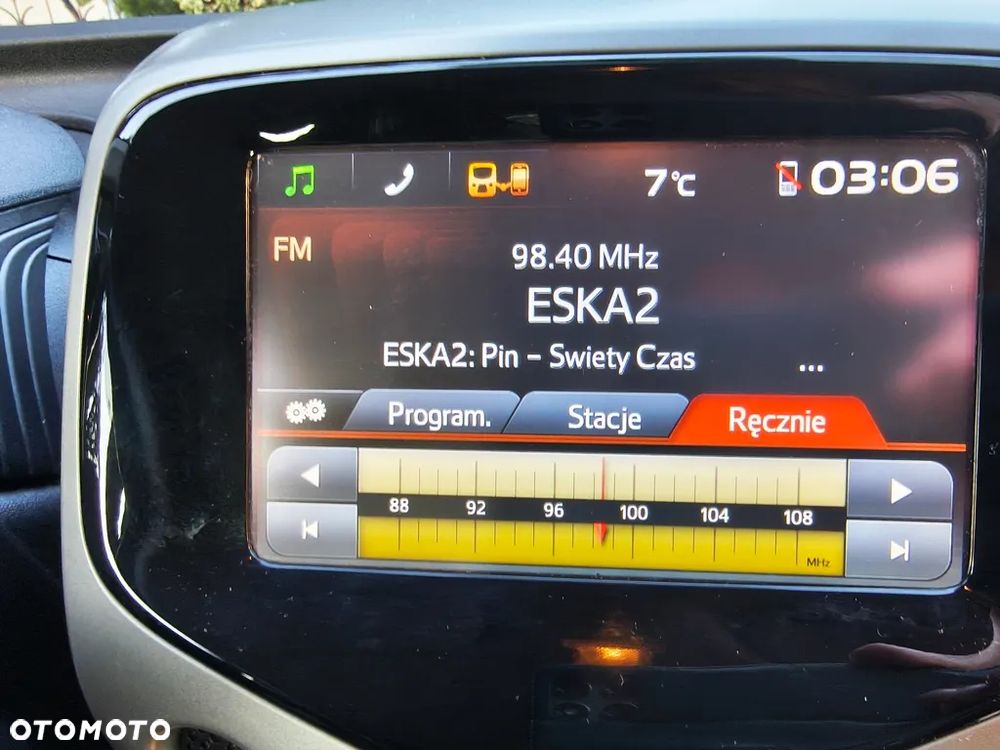 7°C 03:06
FM
98.40 MHz
ESKA2
ESKA2: Pin – Swiety Czas ...
Program. Stacje Ręcznie
88 92 96 100 104 108
MHz
OTOMOTO